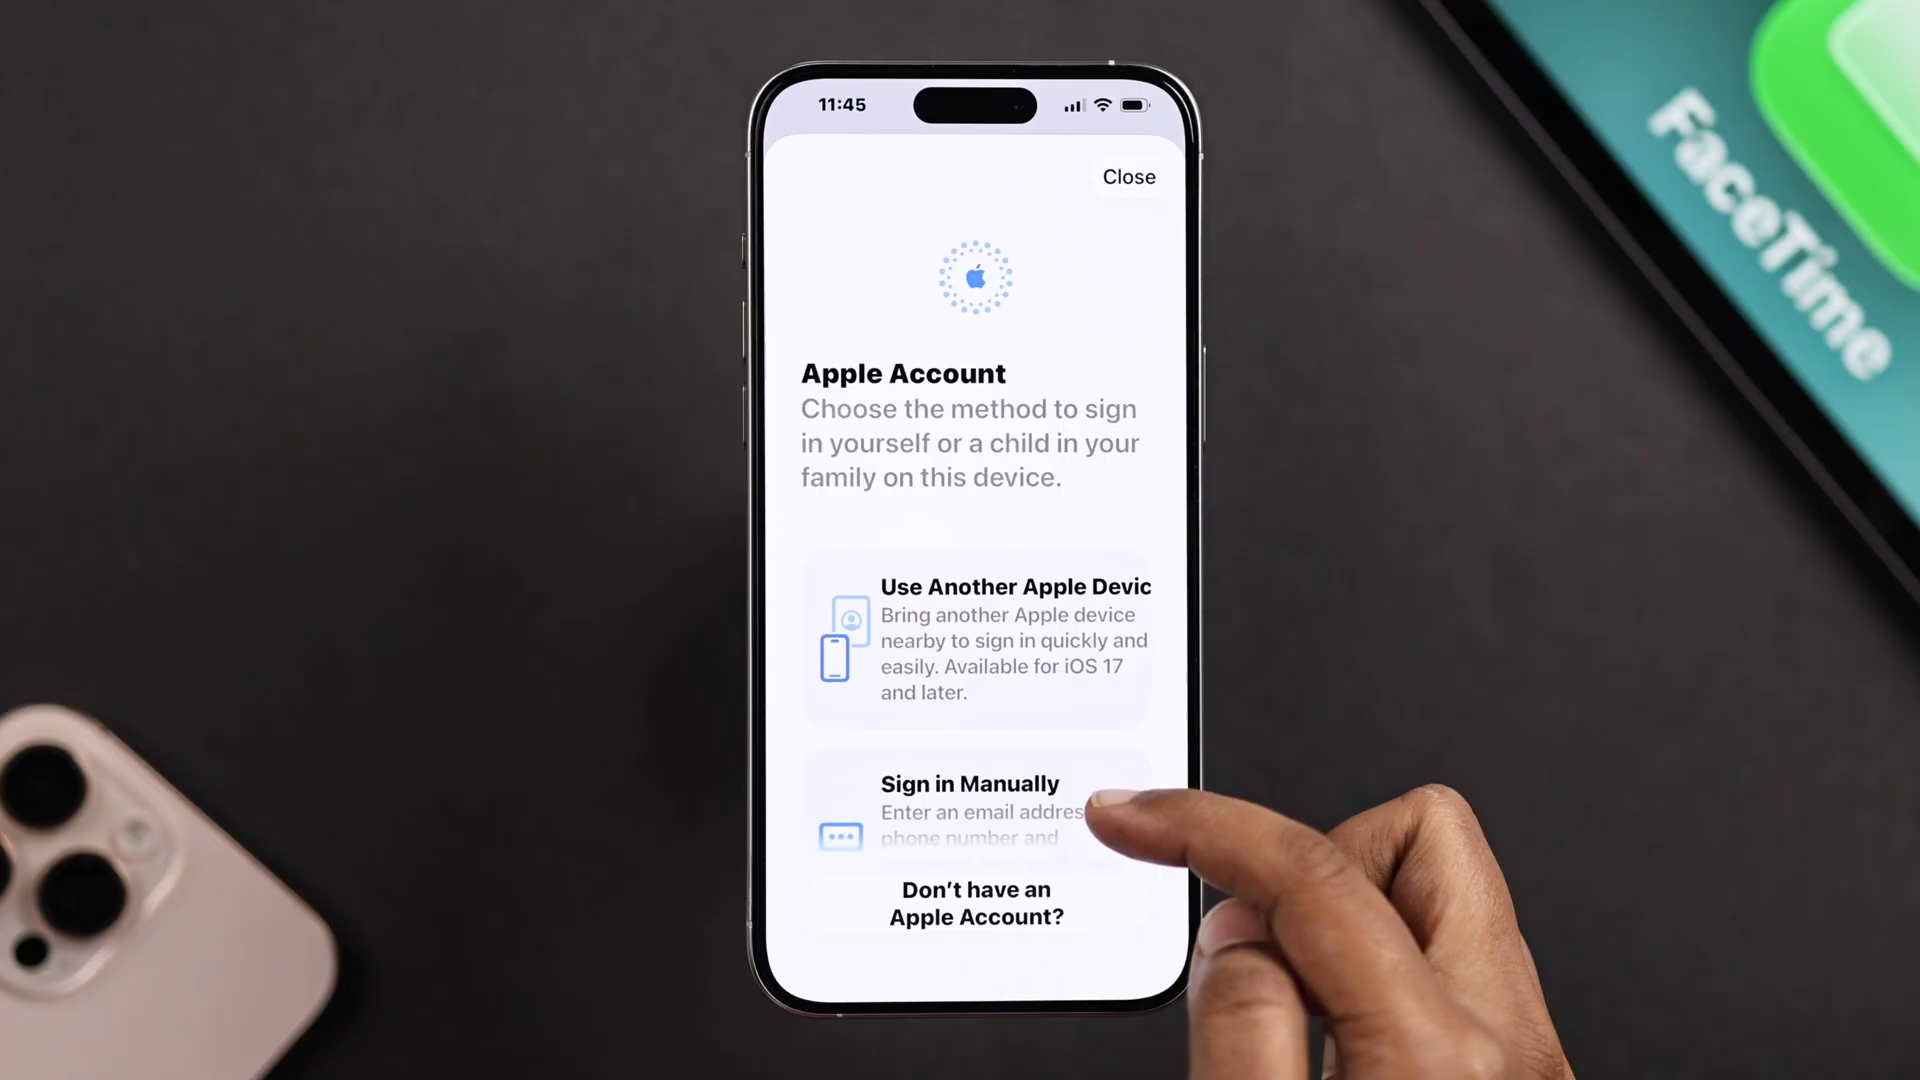 11:45
Close
Apple Account
Choose the method to sign
in yourself or a child in your
family on this device.
Use Another Apple Devic
Bring another Apple device
nearby to sign in quickly and
easily. Available for iOS 17
and later.
Sign in Manually
Enter an email addres
phone number and
Don’t have an
Apple Account?
FaceTime